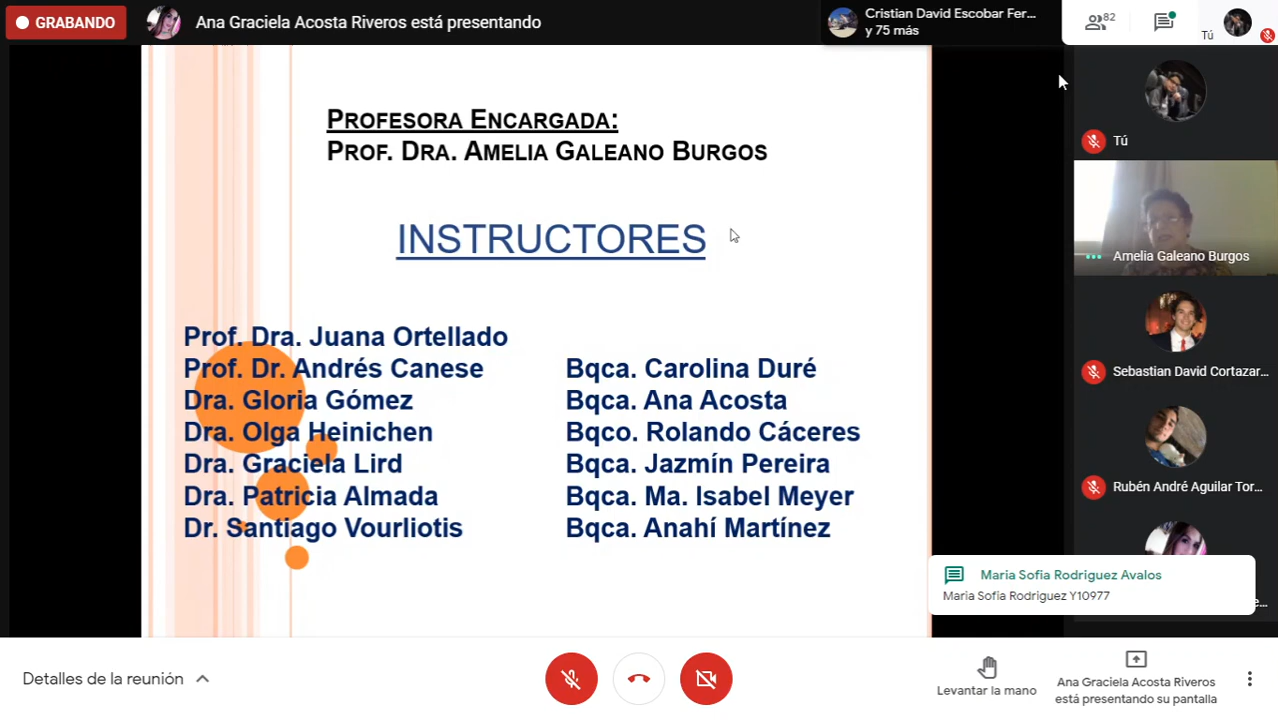 GRABANDO
Ana Graciela Acosta Riveros está presentando
Cristian David Escobar Fer...
y 75 más
82
Tú
PROFESORA ENCARGADA:
PROF. DRA. AMELIA GALEANO BURGOS
INSTRUCTORES
Prof. Dra. Juana Ortellado
Prof. Dr. Andrés Canese
Dra. Gloria Gómez
Dra. Olga Heinichen
Dra. Graciela Lird
Dra. Patricia Almada
Dr. Santiago Vourliotis
Bqca. Carolina Duré
Bqca. Ana Acosta
Bqco. Rolando Cáceres
Bqca. Jazmín Pereira
Bqca. Ma. Isabel Meyer
Bqca. Anahí Martínez
Tú
Amelia Galeano Burgos
Sebastian David Cortazar...
Rubén André Aguilar Tor...
Maria Sofia Rodriguez Avalos
Maria Sofia Rodriguez Y10977
Detalles de la reunión
Levantar la mano
Ana Graciela Acosta Riveros
está presentando su pantalla